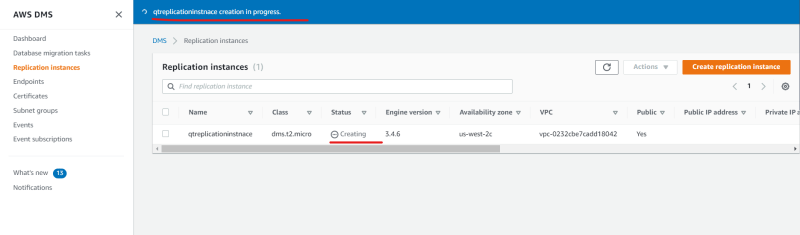 AWS DMS
Dashboard
Database migration tasks
Replication instances
Endpoints
Certificates
Subnet groups
Events
Event subscriptions
What's new 13
Notifications
qtreplicationinstnace creation in progress.
DMS > Replication instances
Replication instances (1)
Actions
Create replication instance
Find replication instance
1
Name Class Status Engine version Availability zone VPC Public Public IP address Private IP a
qtreplicationinstnace dms.t2.micro Creating 3.4.6 us-west-2c vpc-0232cbe7cadd18042 Yes